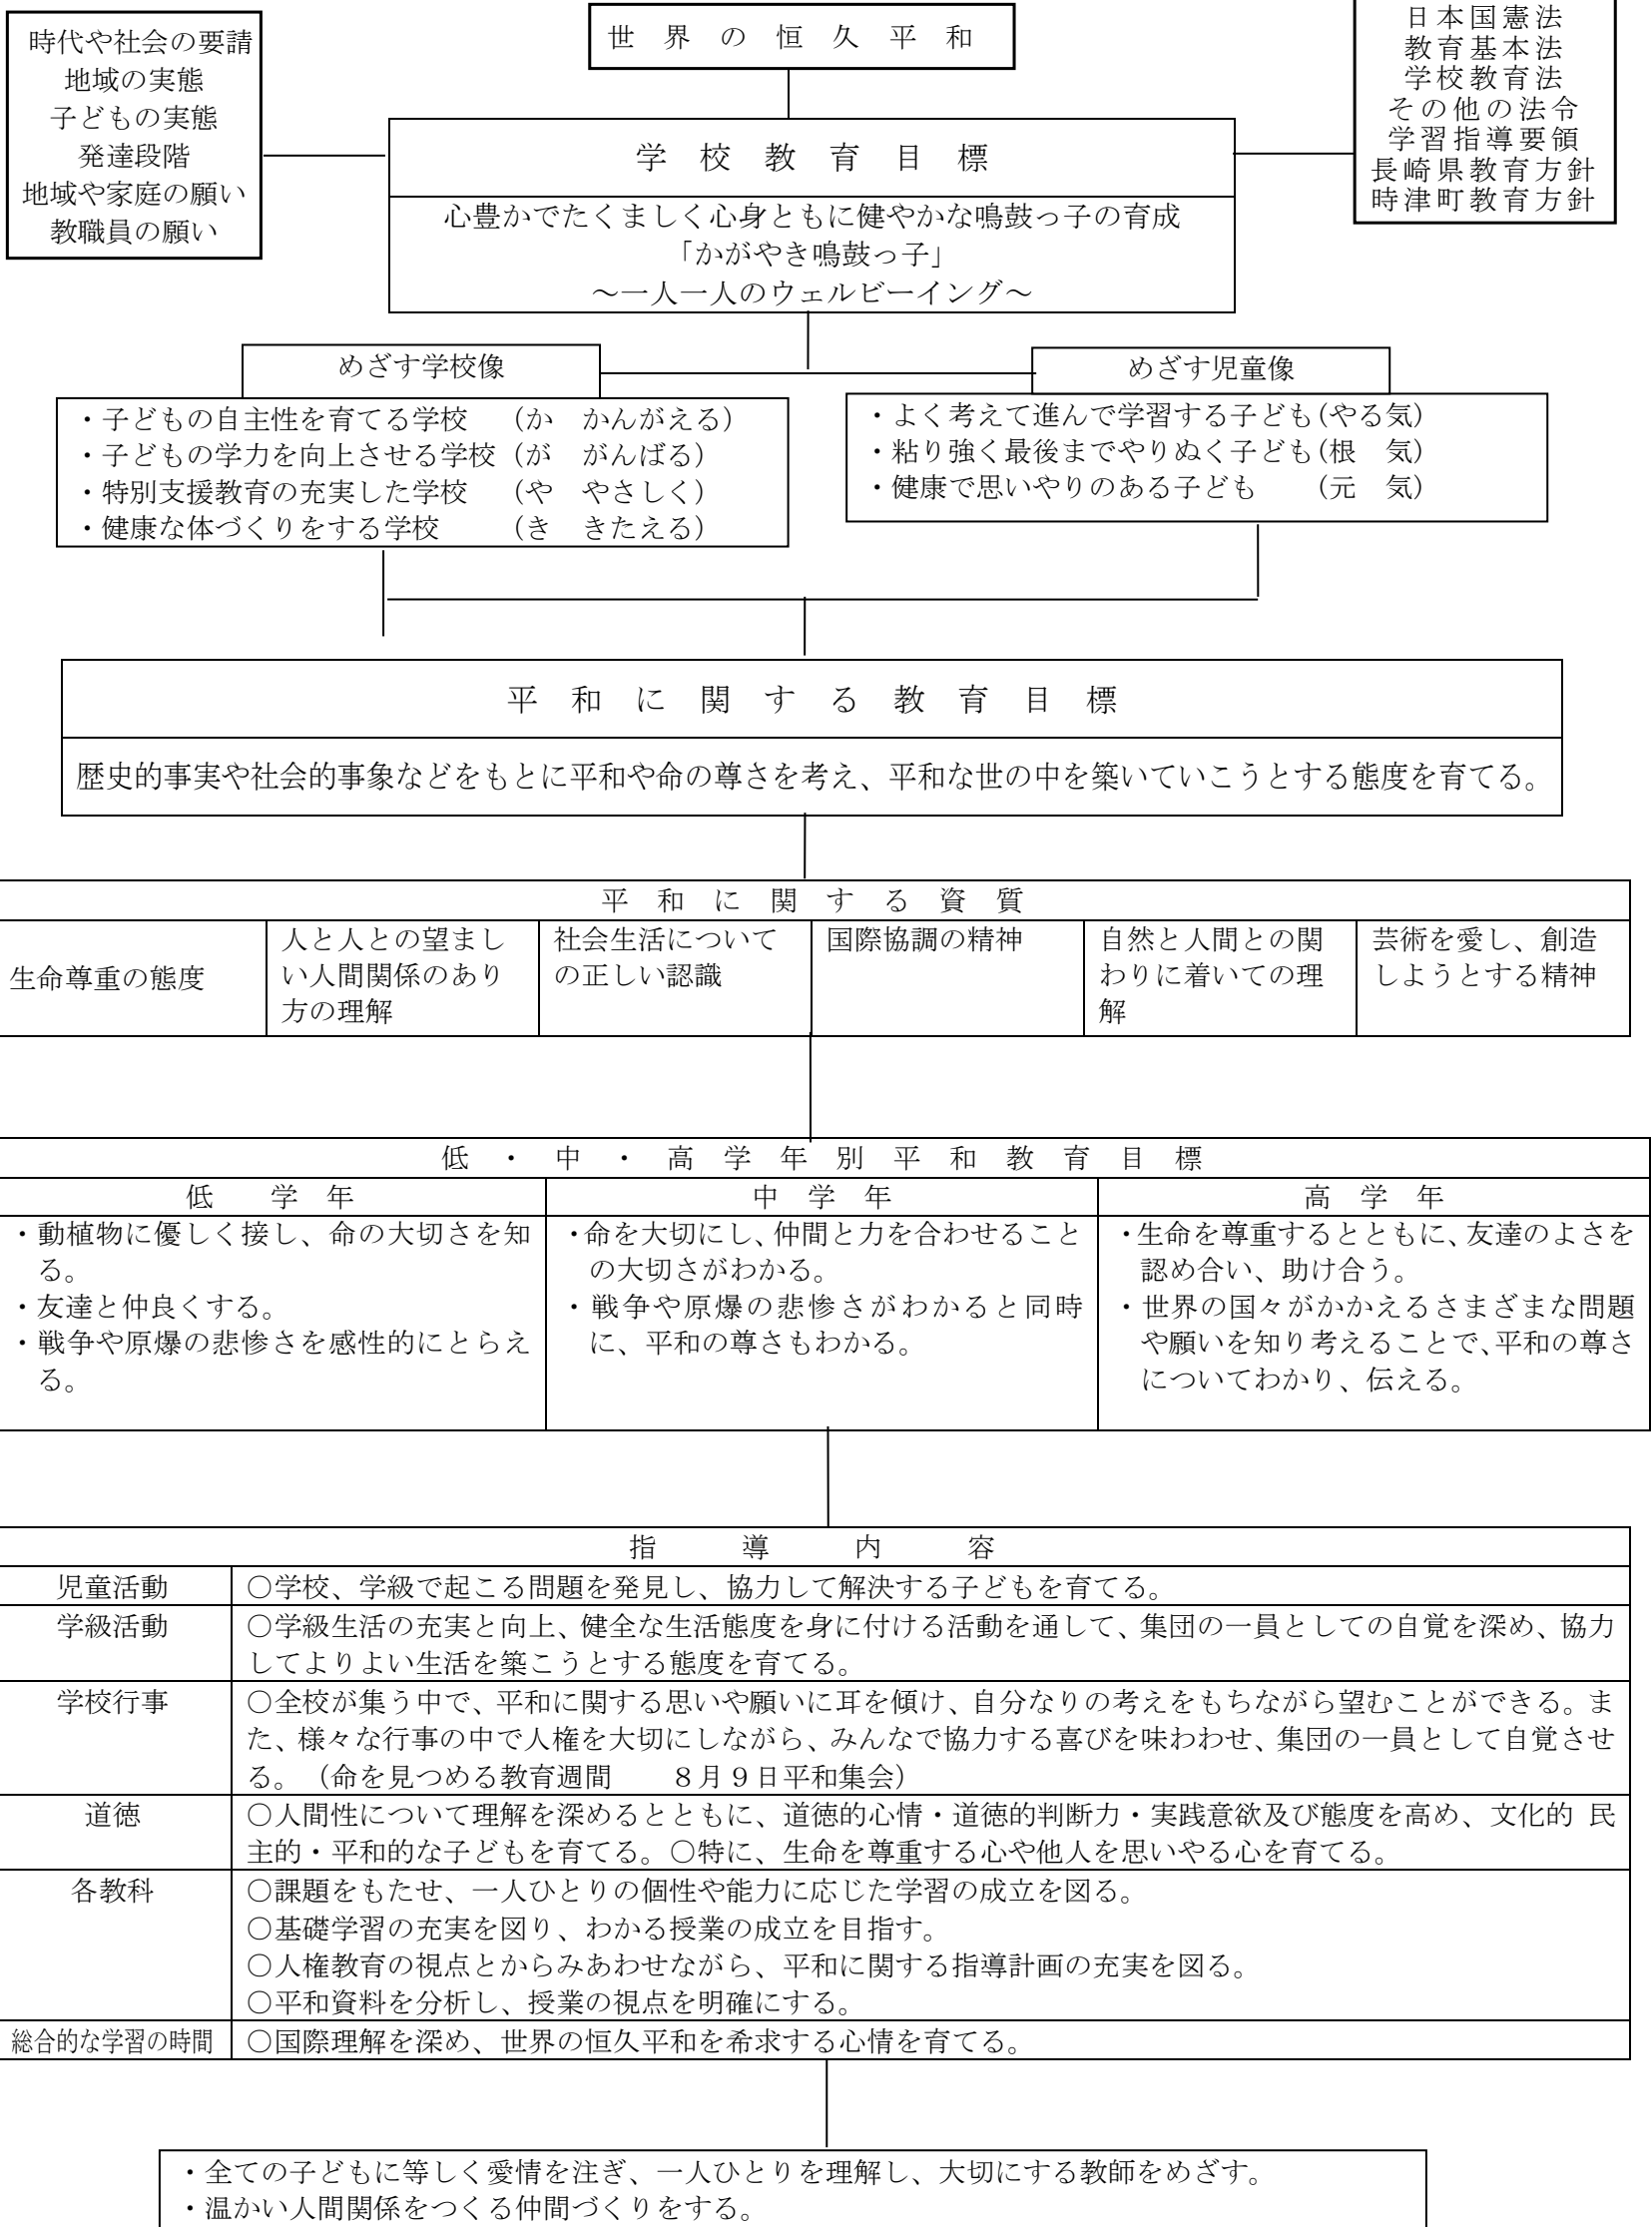 時代や社会の要請
地域の実態
子どもの実態
発達段階
地域や家庭の願い
教職員の願い
世 界 の 恒 久 平 和
日本国憲法
教育基本法
学校教育法
その他の法令
学習指導要領
長崎県教育方針
時津町教育方針
学 校 教 育 目 標
心豊かでたくましく心身ともに健やかな鳴鼓っ子の育成
「かがやき鳴鼓っ子」
～一人一人のウェルビーイング～
めざす学校像
・子どもの自主性を育てる学校 (か かんがえる)
・子どもの学力を向上させる学校(が がんばる)
・特別支援教育の充実した学校 (や やさしく)
・健康な体づくりをする学校 (き きたえる)
めざす児童像
・よく考えて進んで学習する子ども(やる気)
・粘り強く最後までやりぬく子ども(根 気)
・健康で思いやりのある子ども (元 気)
平 和 に 関 す る 教 育 目 標
歴史的事実や社会的事象などをもとに平和や命の尊さを考え、平和な世の中を築いていこうとする態度を育てる。
平 和 に 関 す る 資 質
生命尊重の態度
人と人との望まし
い人間関係のあり
方の理解
社会生活について
の正しい認識
国際協調の精神
自然と人間との関
わりに着いての理
解
芸術を愛し、創造
しようとする精神
低 ・ 中 ・ 高 学 年 別 平 和 教 育 目 標
低 学 年
・動植物に優しく接し、命の大切さを知
る。
・友達と仲良くする。
・戦争や原爆の悲惨さを感性的にとらえ
る。
中 学 年
・命を大切にし、仲間と力を合わせること
の大切さがわかる。
・戦争や原爆の悲惨さがわかると同時
に、平和の尊さもわかる。
高 学 年
・生命を尊重するとともに、友達のよさを
認め合い、助け合う。
・世界の国々がかかえるさまざまな問題
や願いを知り考えることで、平和の尊さ
についてわかり、伝える。
指 導 内 容
児童活動
○学校、学級で起こる問題を発見し、協力して解決する子どもを育てる。
学級活動
○学級生活の充実と向上、健全な生活態度を身に付ける活動を通して、集団の一員としての自覚を深め、協力
してよりよい生活を築こうとする態度を育てる。
学校行事
○全校が集う中で、平和に関する思いや願いに耳を傾け、自分なりの考えをもちながら望むことができる。ま
た、様々な行事の中で人権を大切にしながら、みんなで協力する喜びを味わわせ、集団の一員として自覚させ
る。(命を見つめる教育週間 8月9日平和集会)
道徳
○人間性について理解を深めるとともに、道徳的心情・道徳的判断力・実践意欲及び態度を高め、文化的 民
主的・平和的な子どもを育てる。○特に、生命を尊重する心や他人を思いやる心を育てる。
各教科
○課題をもたせ、一人ひとりの個性や能力に応じた学習の成立を図る。
○基礎学習の充実を図り、わかる授業の成立を目指す。
○人権教育の視点とからみあわせながら、平和に関する指導計画の充実を図る。
○平和資料を分析し、授業の視点を明確にする。
総合的な学習の時間
○国際理解を深め、世界の恒久平和を希求する心情を育てる。
・全ての子どもに等しく愛情を注ぎ、一人ひとりを理解し、大切にする教師をめざす。
・温かい人間関係をつくる仲間づくりをする。